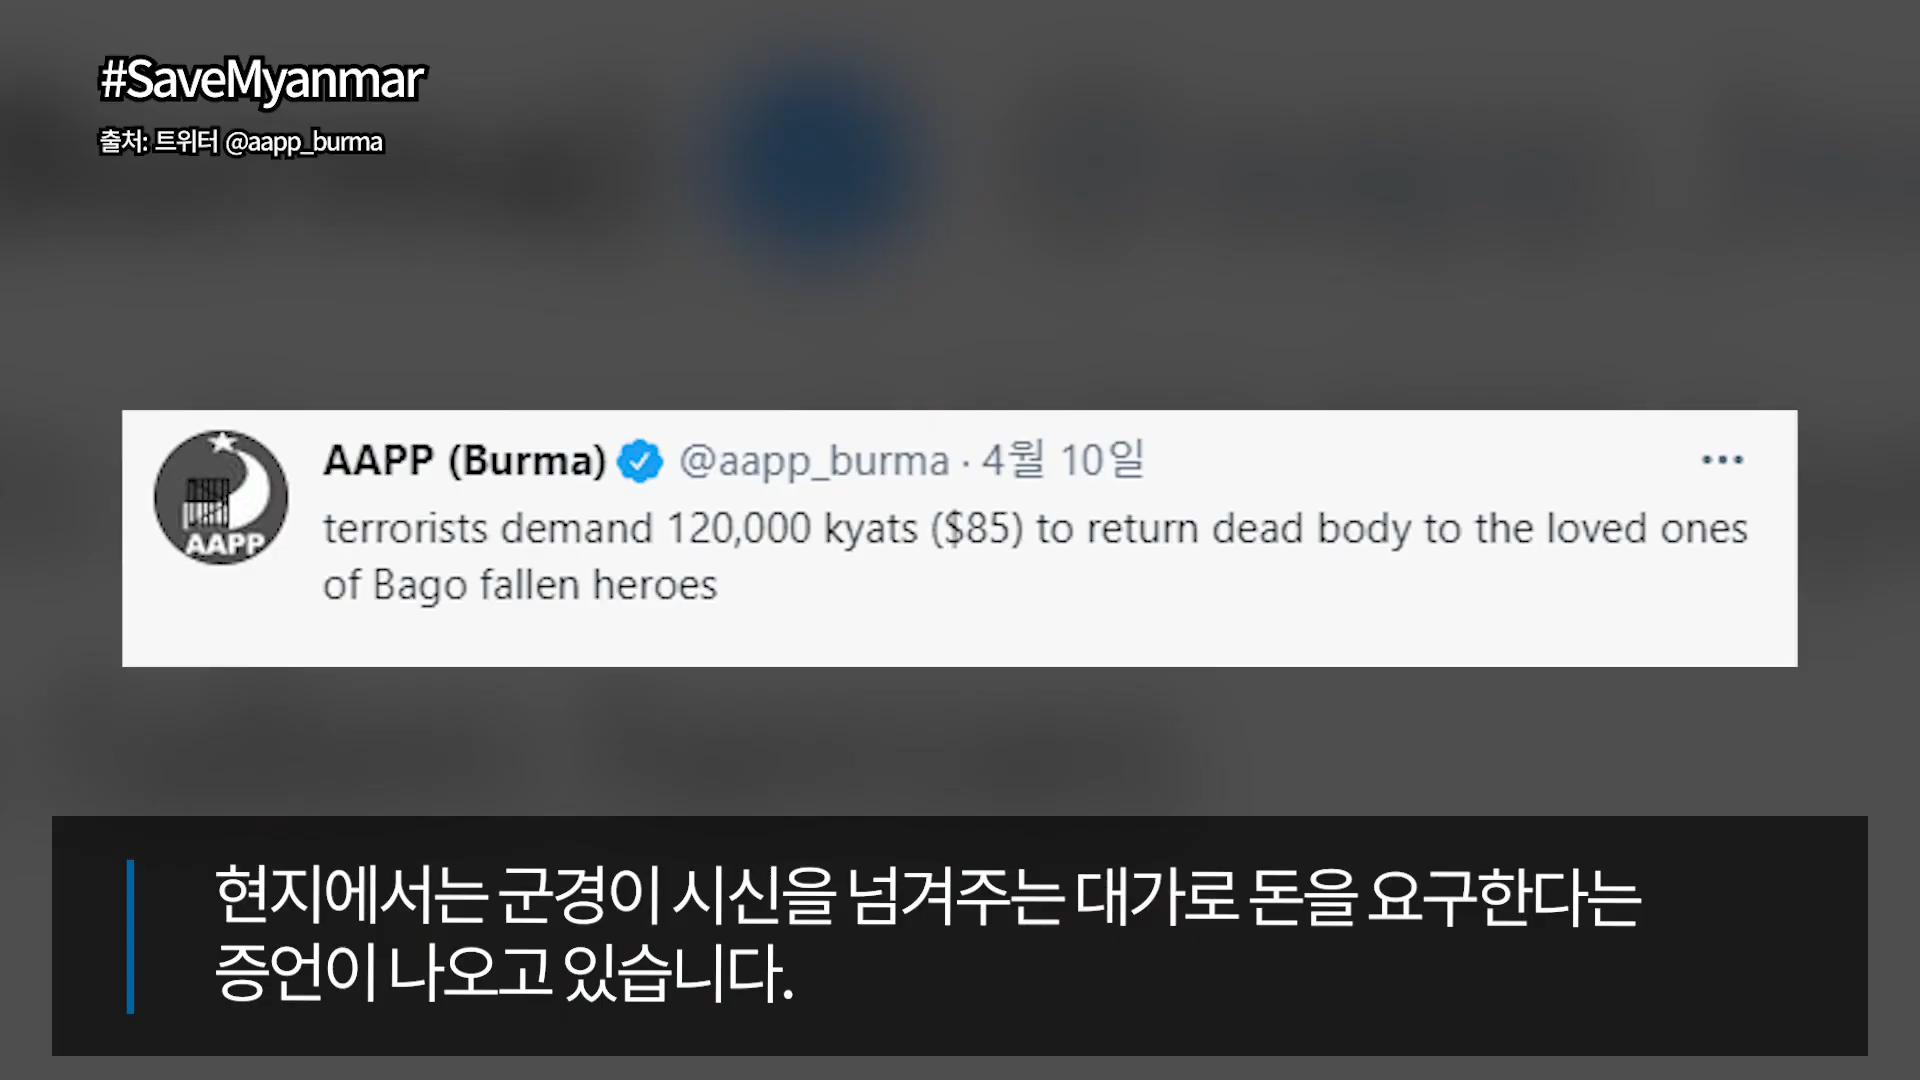 #SaveMyanmar
출처: 트위터 @aapp_burma
AAPP (Burma) @aapp_burma · 4월 10일
AAPP
terrorists demand 120,000 kyats ($85) to return dead body to the loved ones
of Bago fallen heroes
현지에서는 군경이 시신을 넘겨주는 대가로 돈을 요구한다는
증언이 나오고 있습니다.